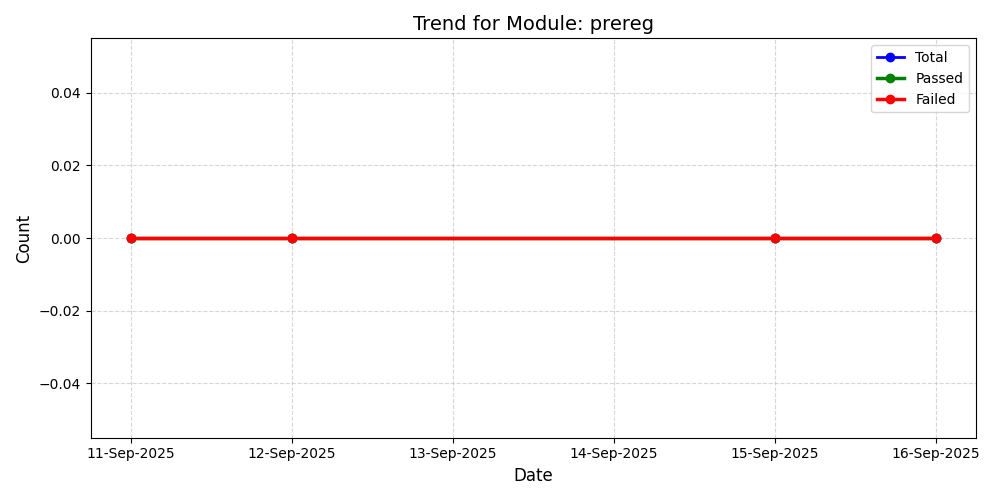 Trend for Module: prereg
Total
Passed
Failed
0.04
0.02
0.00
−0.02
−0.04
Count
11-Sep-2025
12-Sep-2025
13-Sep-2025
14-Sep-2025
15-Sep-2025
16-Sep-2025
Date